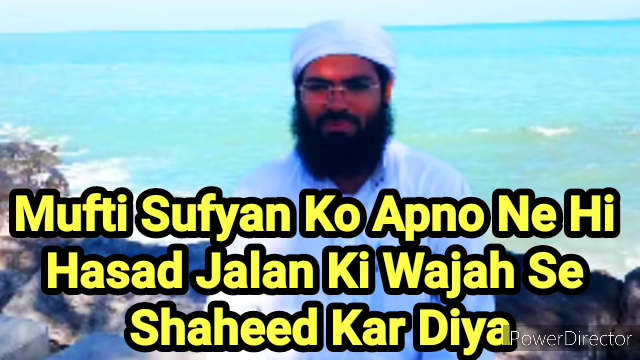 Mufti Sufyan Ko Apno Ne Hi
Hasad Jalan Ki Wajah Se
Shaheed Kar Diya
PowerDirector